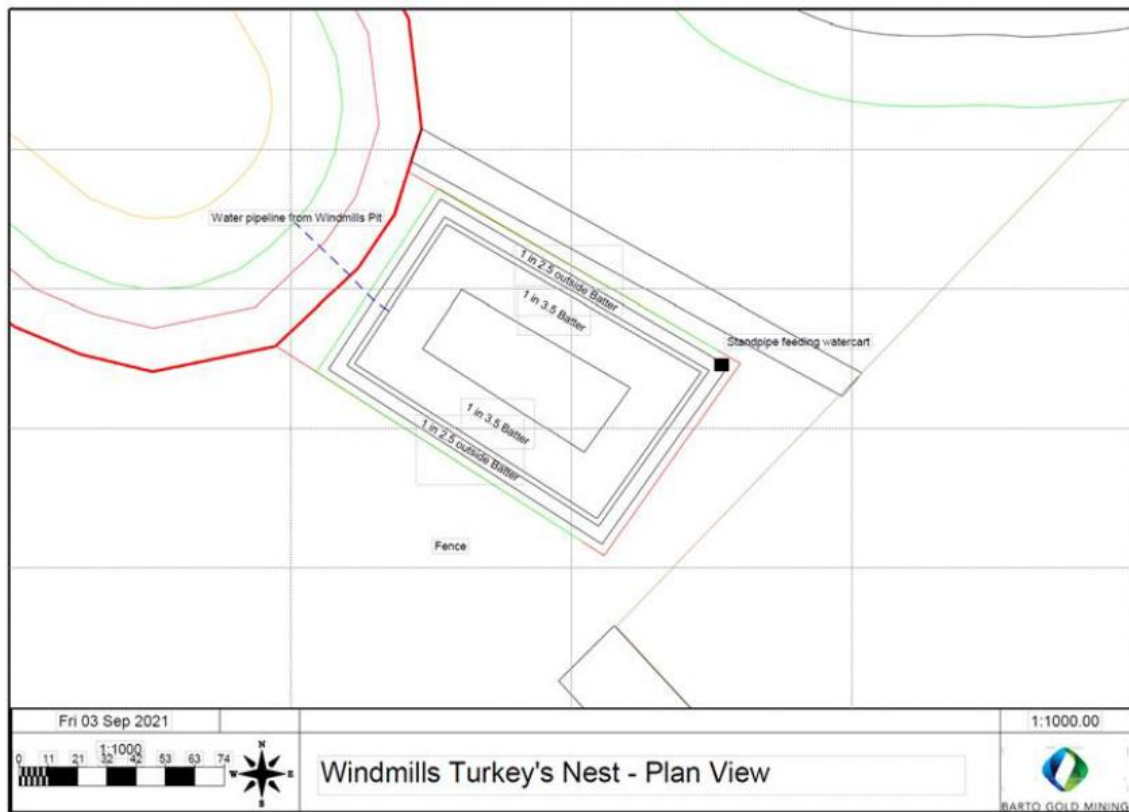 Water pipeline from Windmills Pit
1 in 2.5 outside Batter
1 in 3.5 Batter
Standpipe feeding watercart
1 in 3.5 Batter
1 in 2.5 outside Batter
Fence
Fri 03 Sep 2021
1:1000.00
1:1000
0 11 21 32 42 53 63 74
N
W E
S
Windmills Turkey's Nest - Plan View
BARTO GOLD MINING